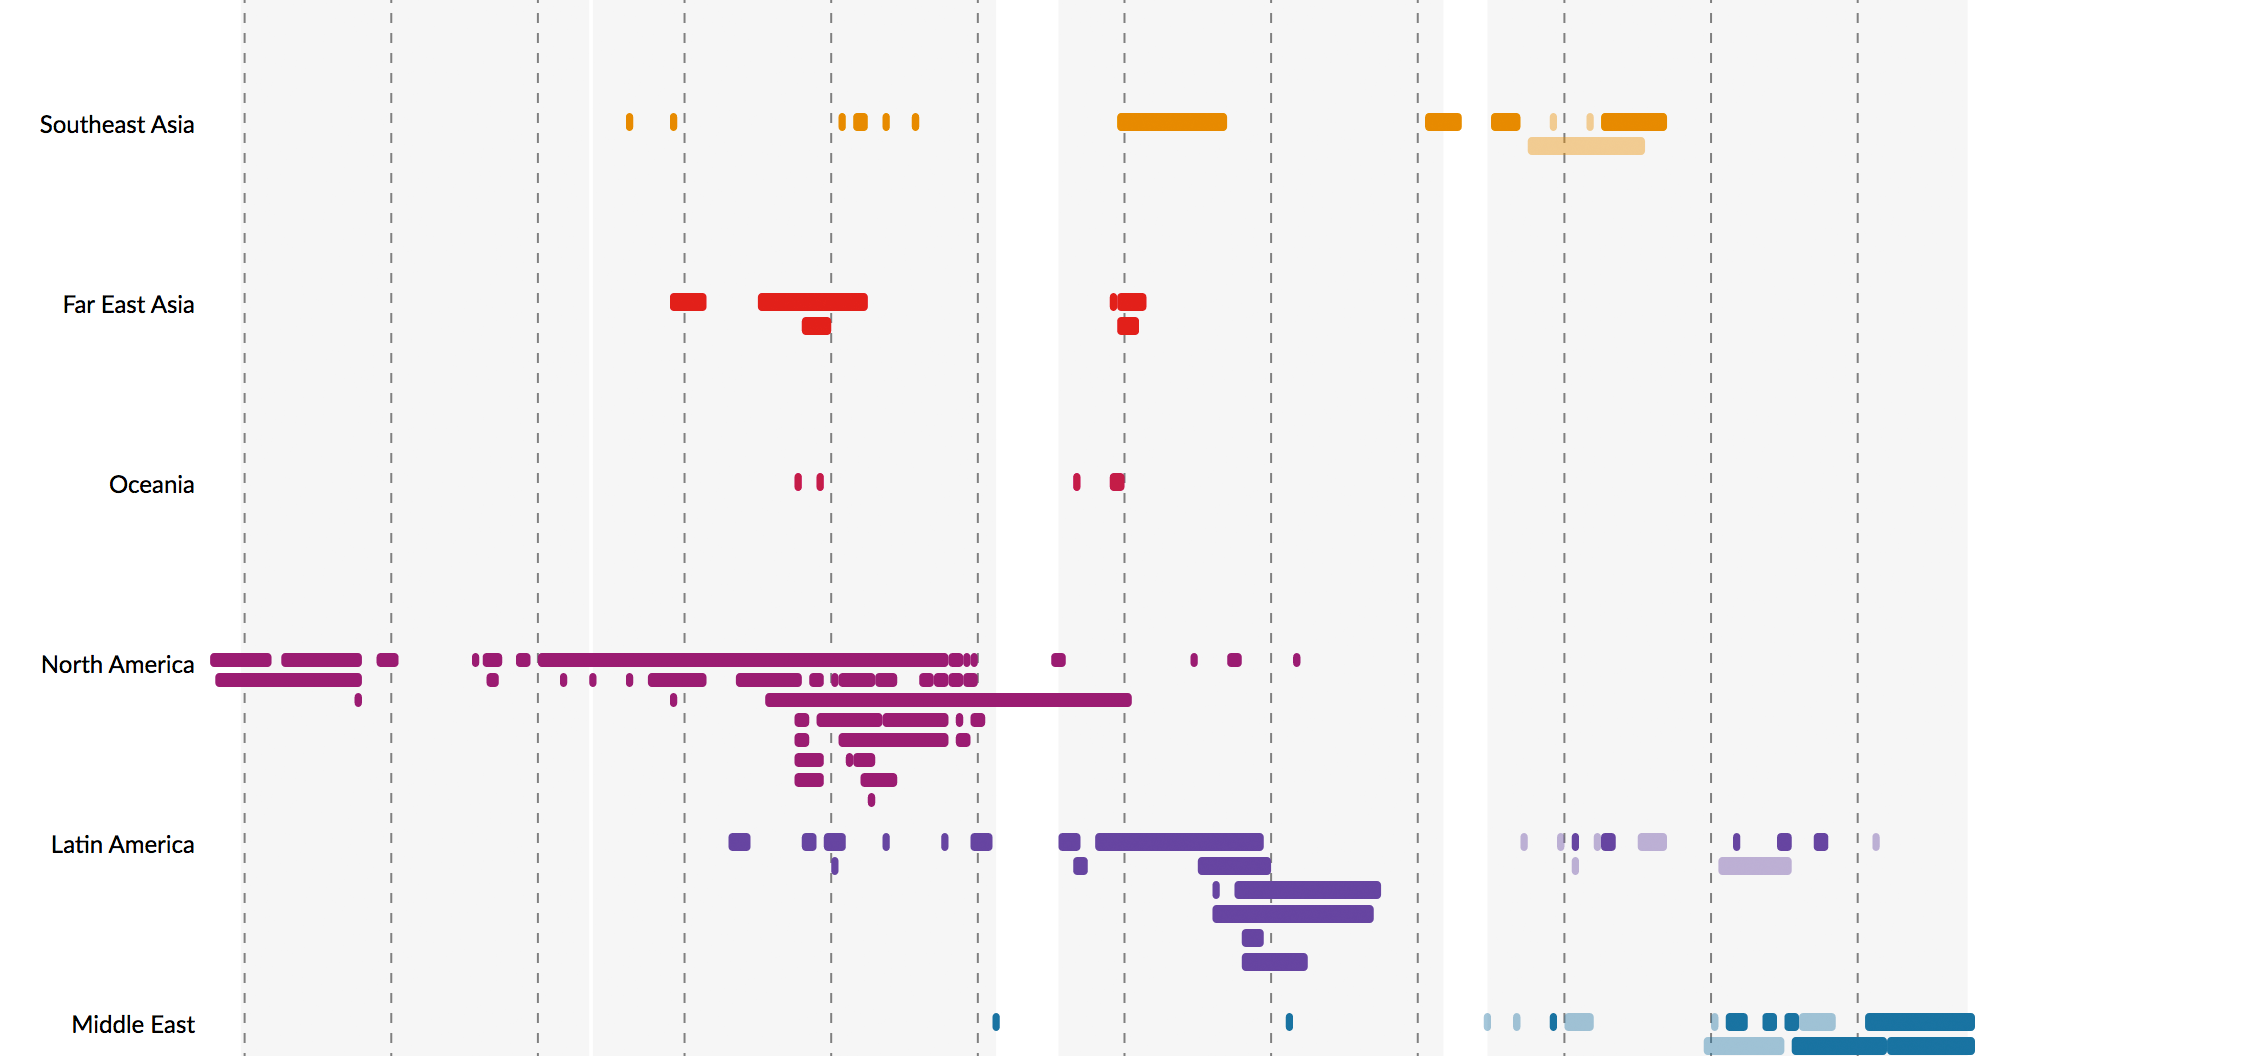 Southeast Asia
Far East Asia
Oceania
North America
Latin America
Middle East